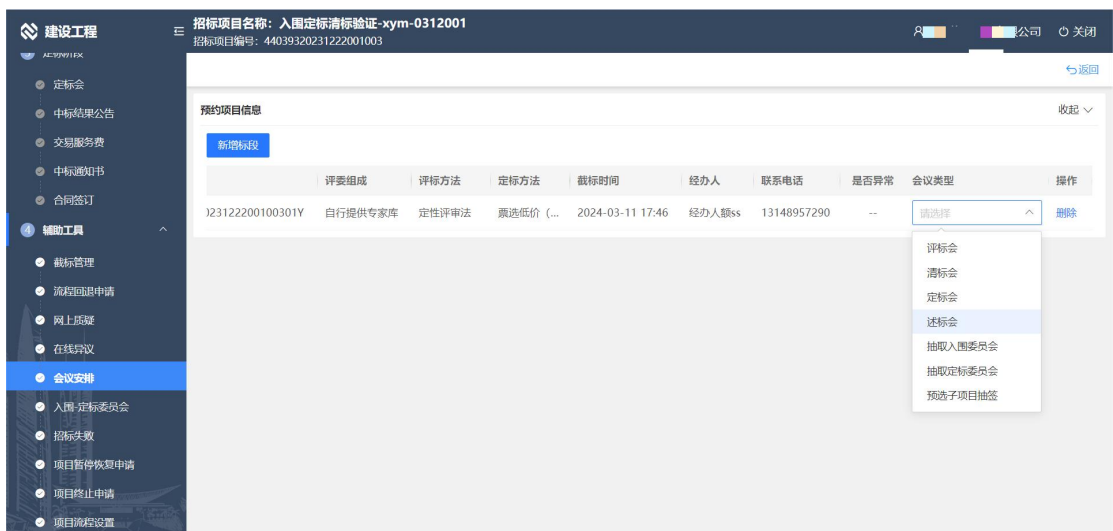 建设工程
招标项目名称：入围定标清标验证-xym-0312001
招标项目编号：44039320231222001003
公司
关闭
定标阶段
返回
定标会
中标结果公告
交易服务费
中标通知书
合同签订
4 辅助工具
截标管理
流程回退申请
网上质疑
在线异议
会议安排
入围-定标委员会
招标失败
项目暂停恢复申请
项目终止申请
项目流程设置
预约项目信息
收起
新增标段
评委组成 评标方法 定标方法 截标时间 经办人 联系电话 是否异常 会议类型 操作
023122200100301Y 自行提供专家库 定性评审法 票选低价 (... 2024-03-11 17:46 经办人额ss 13148957290 -- 请选择 删除
评标会
清标会
定标会
述标会
抽取入围委员会
抽取定标委员会
预选子项目抽签